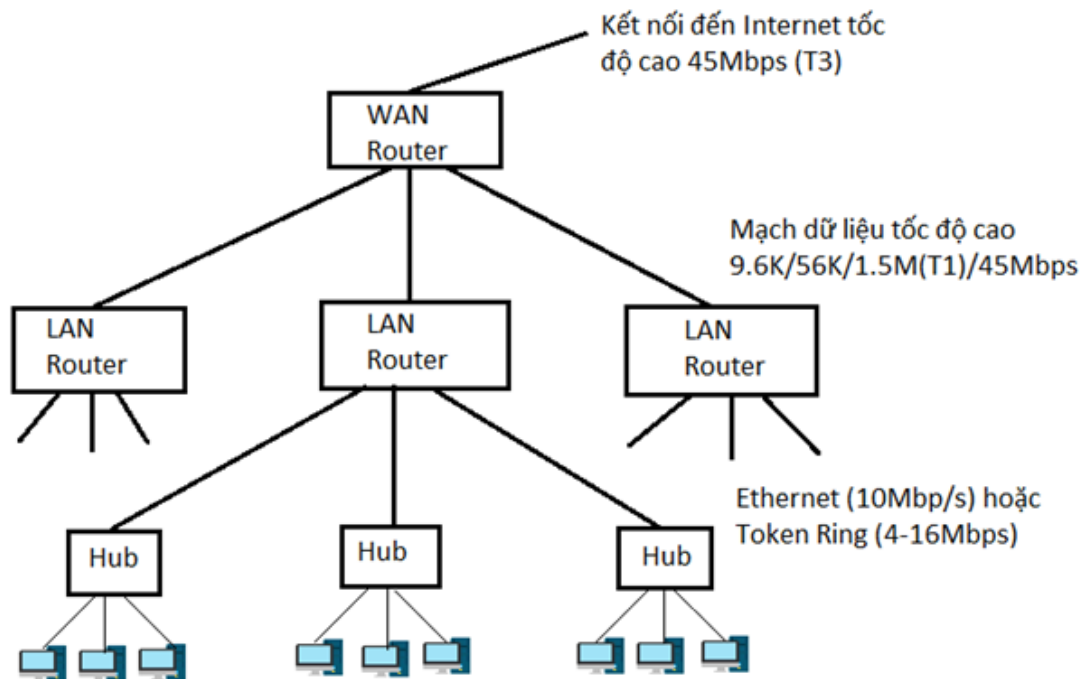 Kết nối đến Internet tốc
độ cao 45Mbps (T3)
WAN
Router
Mạch dữ liệu tốc độ cao
9.6K/56K/1.5M(T1)/45Mbps
LAN
Router
LAN
Router
LAN
Router
Ethernet (10Mbp/s) hoặc
Token Ring (4-16Mbps)
Hub
Hub
Hub